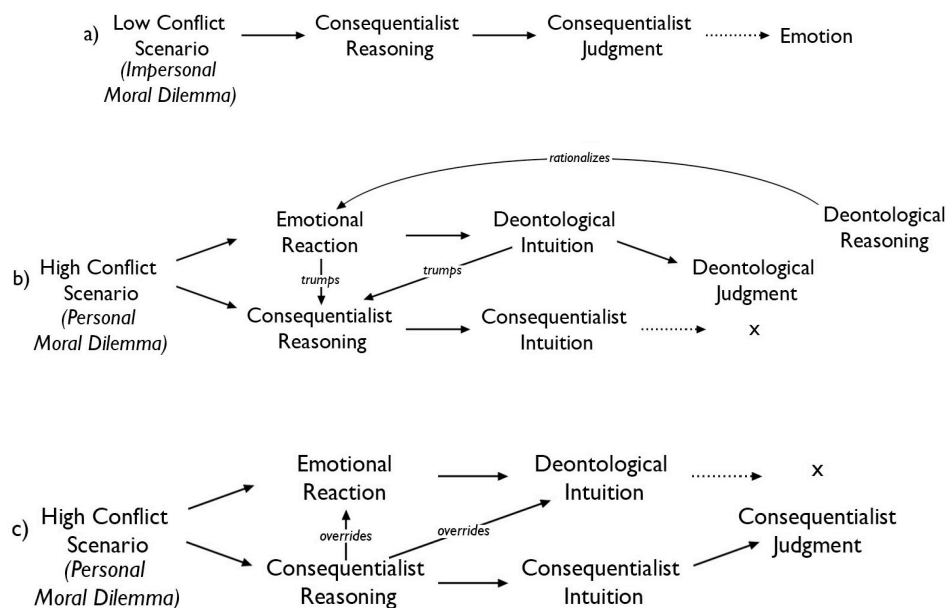 a)
Low Conflict
Scenario
(Impersonal
Moral Dilemma)
Consequentialist
Reasoning
Consequentialist
Judgment
Emotion
b)
High Conflict
Scenario
(Personal
Moral Dilemma)
rationalizes
Emotional
Reaction
Deontological
Intuition
Deontological
Reasoning
trumps
trumps
Deontological
Judgment
Consequentialist
Reasoning
Consequentialist
Intuition
x
c)
High Conflict
Scenario
(Personal
Moral Dilemma)
Emotional
Reaction
Deontological
Intuition
x
overrides
overrides
Consequentialist
Judgment
Consequentialist
Reasoning
Consequentialist
Intuition